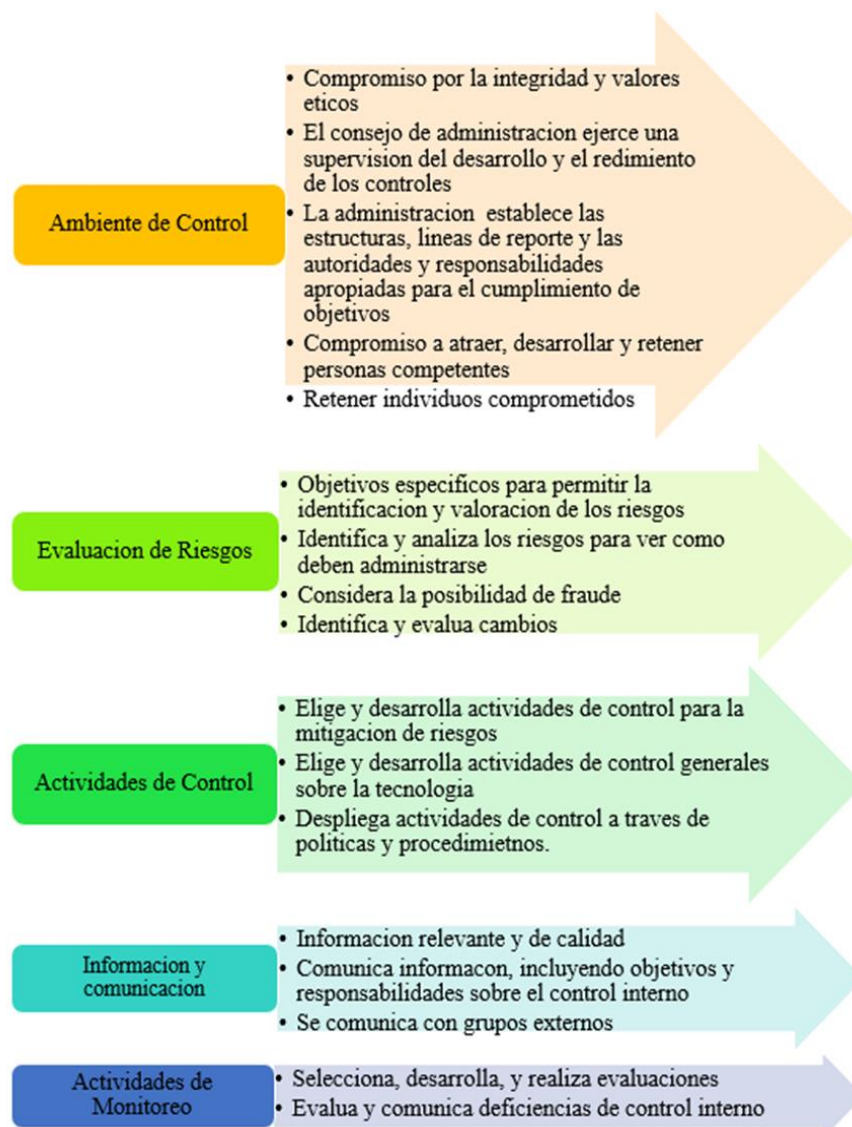 Ambiente de Control
• Compromiso por la integridad y valores
eticos
• El consejo de administracion ejerce una
supervision del desarrollo y el redimiento
de los controles
• La administracion establece las
estructuras, lineas de reporte y las
autoridades y responsabilidades
apropiadas para el cumplimiento de
objetivos
• Compromiso a atraer, desarrollar y retener
personas competentes
• Retener individuos comprometidos
Evaluacion de Riesgos
• Objetivos especificos para permitir la
identificacion y valoracion de los riesgos
• Identifica y analiza los riesgos para ver como
deben administrarse
• Considera la posibilidad de fraude
• Identifica y evalua cambios
Actividades de Control
• Elige y desarrolla actividades de control para la
mitigacion de riesgos
• Elige y desarrolla actividades de control generales
sobre la tecnologia
• Despliega actividades de control a traves de
politicas y procedimietnos.
Informacion y
comunicacion
• Informacion relevante y de calidad
• Comunica informacon, incluyendo objetivos y
responsabilidades sobre el control interno
• Se comunica con grupos externos
Actividades de
Monitoreo
• Selecciona, desarrolla, y realiza evaluaciones
• Evalua y comunica deficiencias de control interno